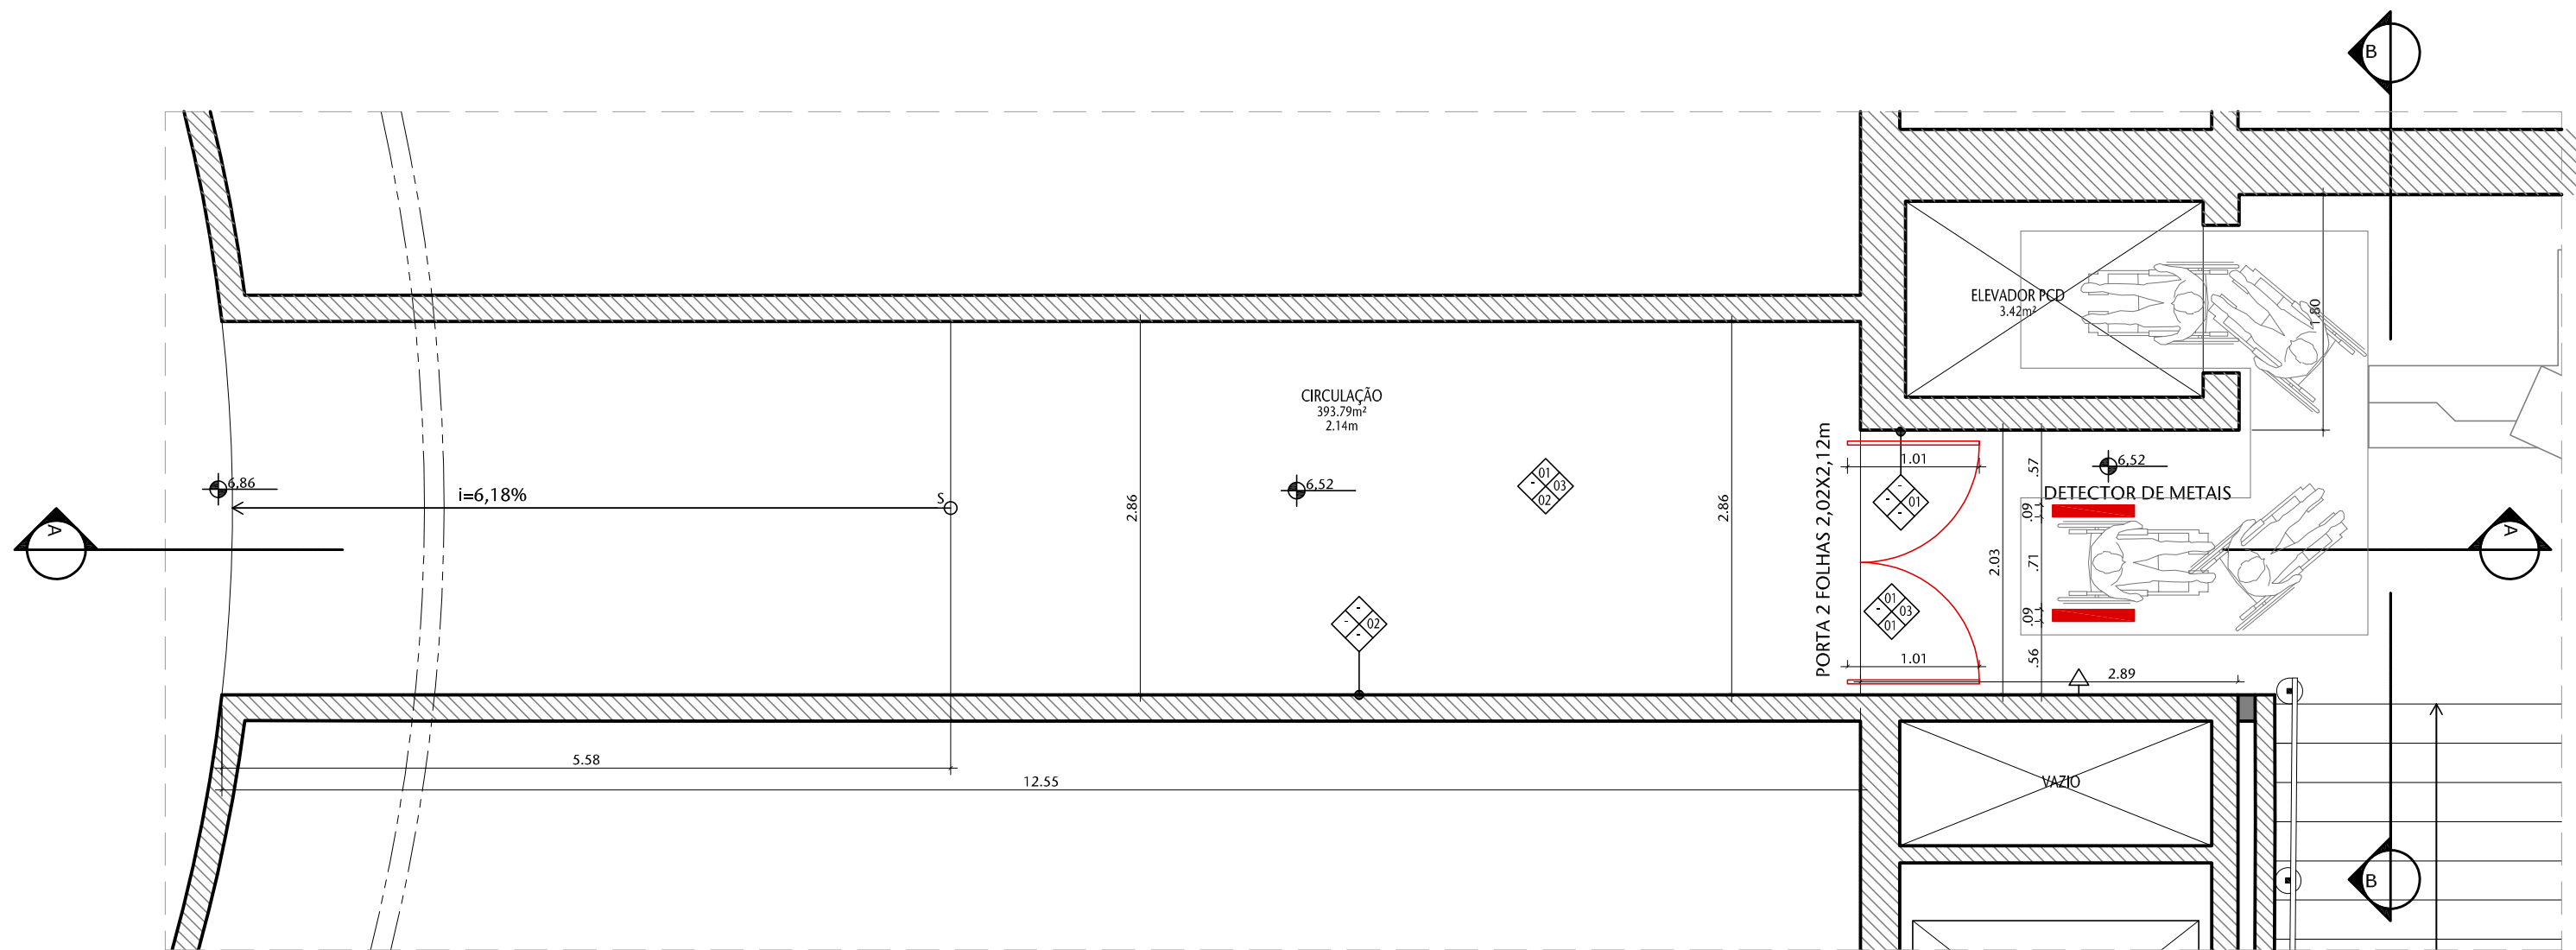 B
ELEVADOR PCD
3.42m²
1.80
CIRCULAÇÃO
393.79m²
2.14m
PORTA 2 FOLHAS 2,02X2,12m
1.01
6,86
i=6,18%
S
2.86
6,52
01
- 03
02
2.86
-
- 01
-
2.03
.57
6,52
DETECTOR DE METAIS
.09
.71
.09
.56
A
A
01
- 03
01
-
- 02
-
1.01
2.89
5.58
12.55
VAZIO
B